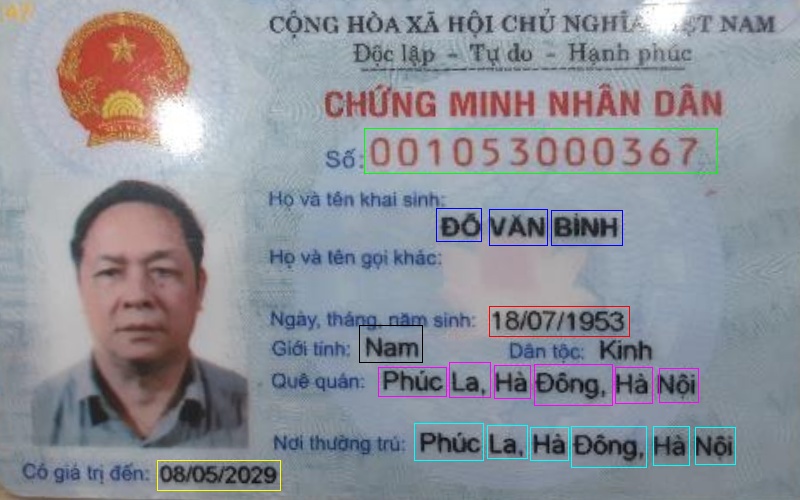 CỘNG HÒA XÃ HỘI CHỦ NGHĨA VIỆT NAM
Độc lập - Tự do - Hạnh phúc
CHỨNG MINH NHÂN DÂN
Số: 001053000367
Họ và tên khai sinh:
ĐỖ VĂN BÌNH
Họ và tên gọi khác:
Ngày, tháng, năm sinh: 18/07/1953
Giới tính: Nam Dân tộc: Kinh
Quê quán: Phúc La, Hà Đông, Hà Nội
Nơi thường trú: Phúc La, Hà Đông, Hà Nội
Có giá trị đến: 08/05/2029